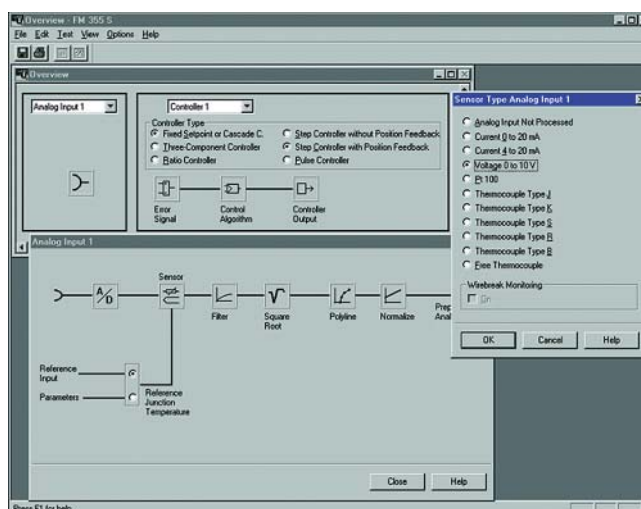 Overview - FM 355 S
File Edit Test View Options Help
Overview
Analog Input 1
Controller 1
Controller Type
Fixed Setpoint or Cascade C.
Three-Component Controller
Ratio Controller
Step Controller without Position Feedback
Step Controller with Position Feedback
Pulse Controller
Error Signal
Control Algorithm
Controller Output
Sensor Type Analog Input 1
Analog Input Not Processed
Current 0 to 20 mA
Current 4 to 20 mA
Voltage 0 to 10 V
Pt 100
Thermocouple Type J
Thermocouple Type K
Thermocouple Type S
Thermocouple Type R
Thermocouple Type B
Free Thermocouple
Wirebreak Monitoring
On
OK
Cancel
Help
Analog Input 1
A/D
Sensor
Filter
Square Root
Polyline
Normalize
Prep
Anal
Reference Input
Parameters
Reference Junction Temperature
Close
Help
Press F1 for help.